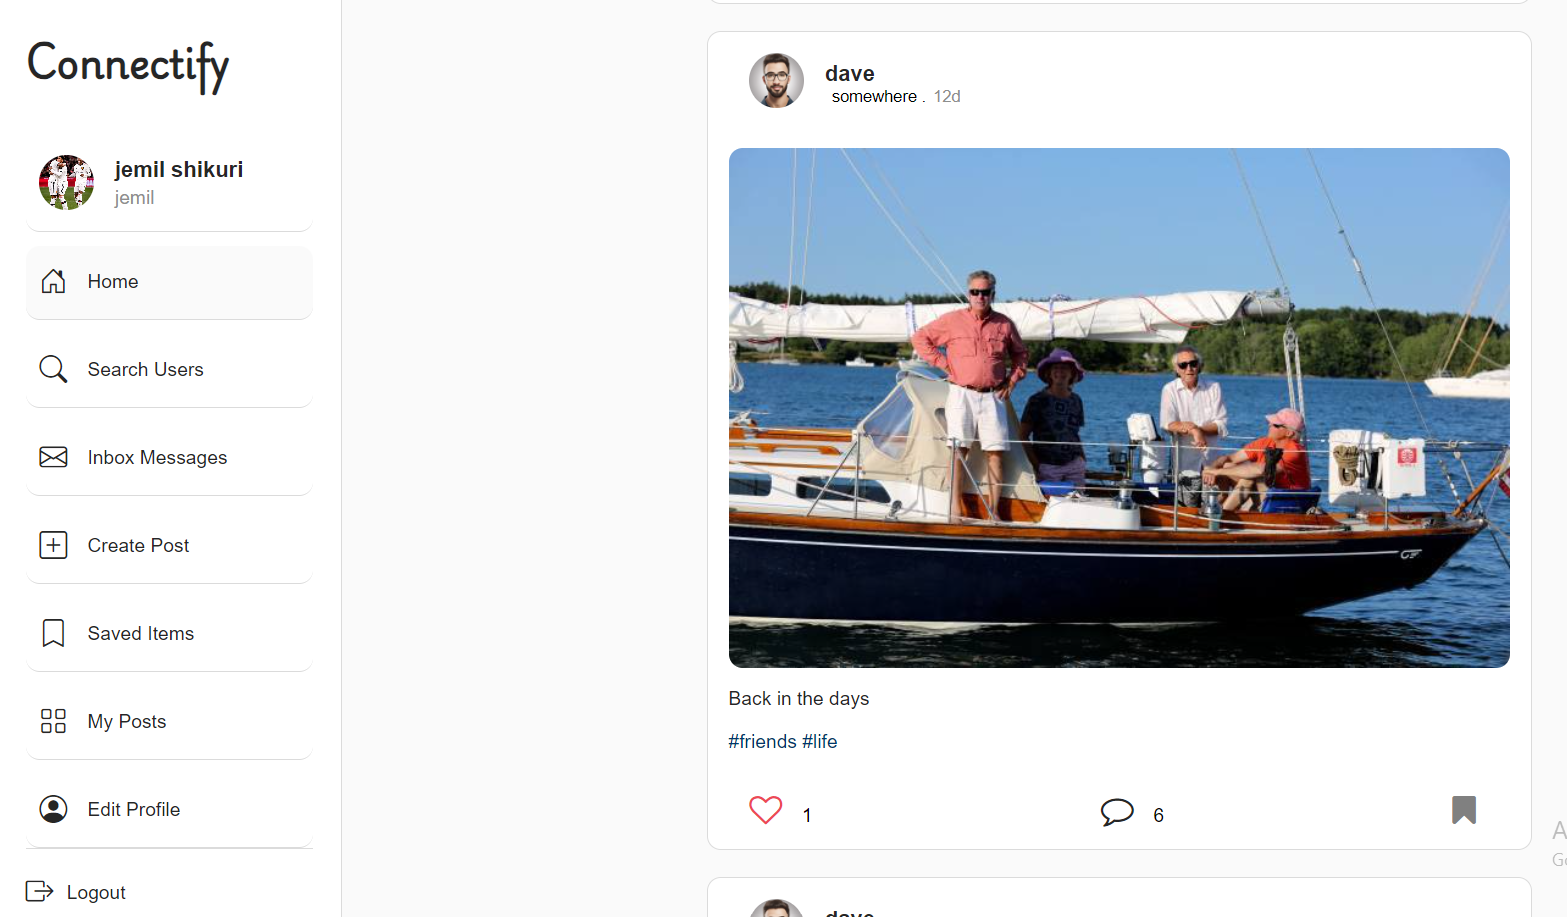 Connectify
jemil shikuri
jemil
Home
Search Users
Inbox Messages
Create Post
Saved Items
My Posts
Edit Profile
Logout
dave
somewhere . 12d
Back in the days
#friends #life
1
6
dave